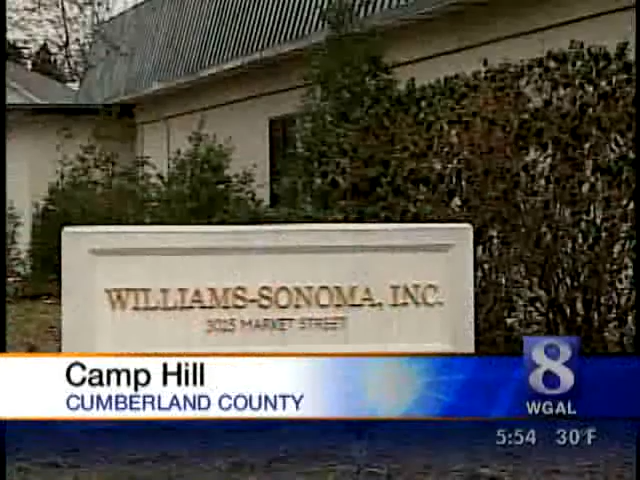 WILLIAMS-SONOMA, INC.
3025 MARKET STREET
Camp Hill
CUMBERLAND COUNTY
8
WGAL
5:54 30°F